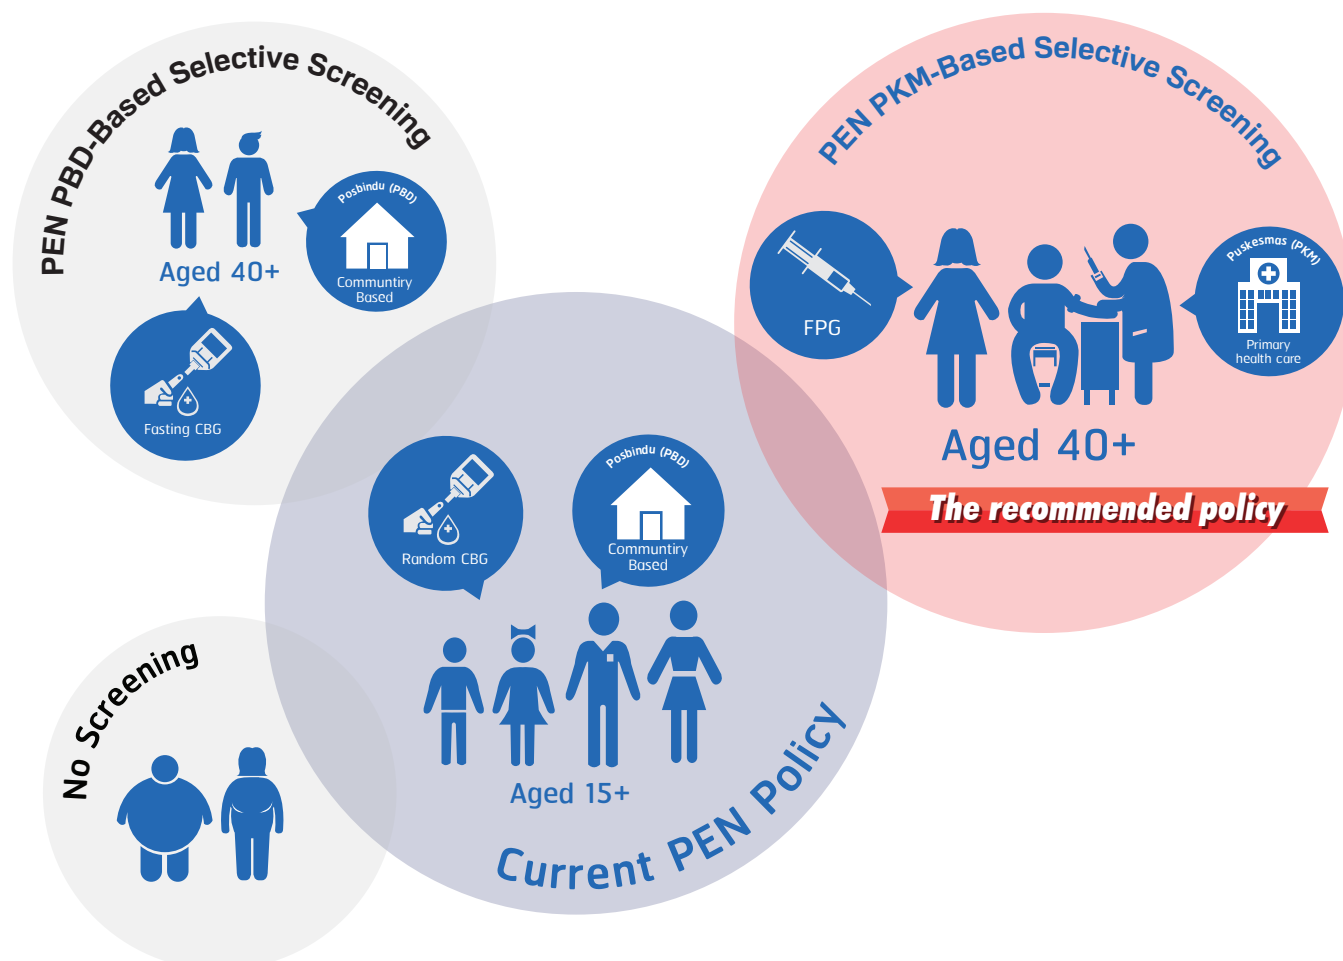 PEN PBD-Based Selective Screening
Aged 40+
Posbindu (PBD)
Communtiry
Based
Fasting CBG
PEN PKM-Based Selective Screening
FPG
Puskesmas (PKM)
Primary
health care
Aged 40+
The recommended policy
Random CBG
Posbindu (PBD)
Communtiry
Based
Aged 15+
Current PEN Policy
No Screening